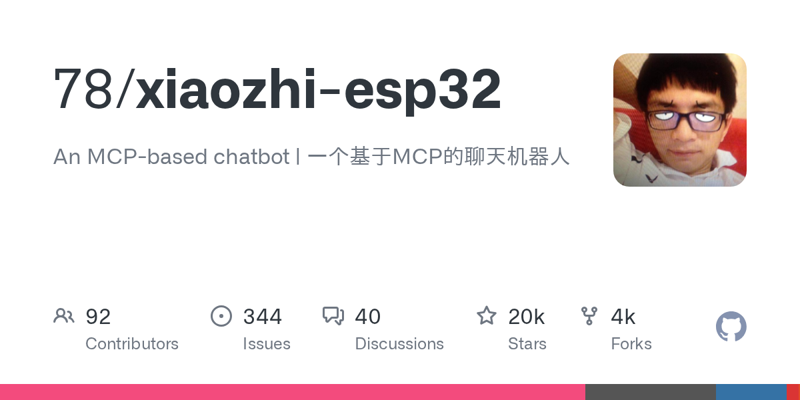 78/xiaozhi-esp32
An MCP-based chatbot | 一个基于MCP的聊天机器人
92 344 40 20k 4k
Contributors Issues Discussions Stars Forks